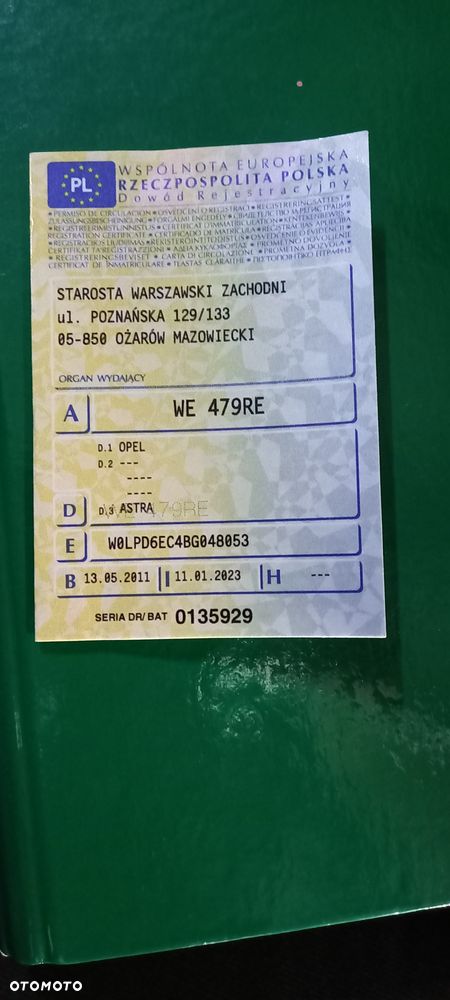 PL
WSPÓLNOTA EUROPEJSKA
RZECZPOSPOLITA POLSKA
Dowód Rejestracyjny
STAROSTA WARSZAWSKI ZACHODNI
ul. POZNAŃSKA 129/133
05-850 OŻARÓW MAZOWIECKI
ORGAN WYDAJĄCY
A WE 479RE
D.1 OPEL
D.2 ---
----
----
D D.3 ASTRA WE 479RE
E W0LPD6EC4BG048053
B 13.05.2011 I 11.01.2023 H ---
SERIA DR/BAT 0135929
OTOMOTO